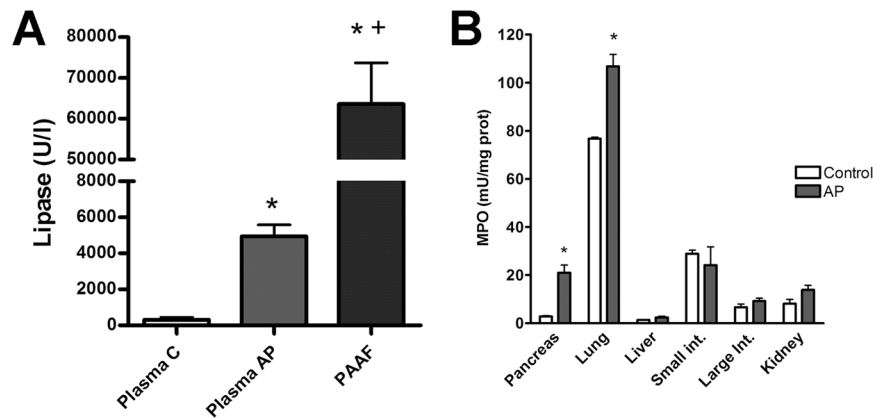 A
Lipase (U/l)
80000
70000
60000
50000
8000
6000
4000
2000
0
* +
*
Plasma C
Plasma AP
PAAF
B
MPO (mU/mg prot)
120
100
80
60
40
20
0
*
*
Control
AP
Pancreas
Lung
Liver
Small int.
Large Int.
Kidney